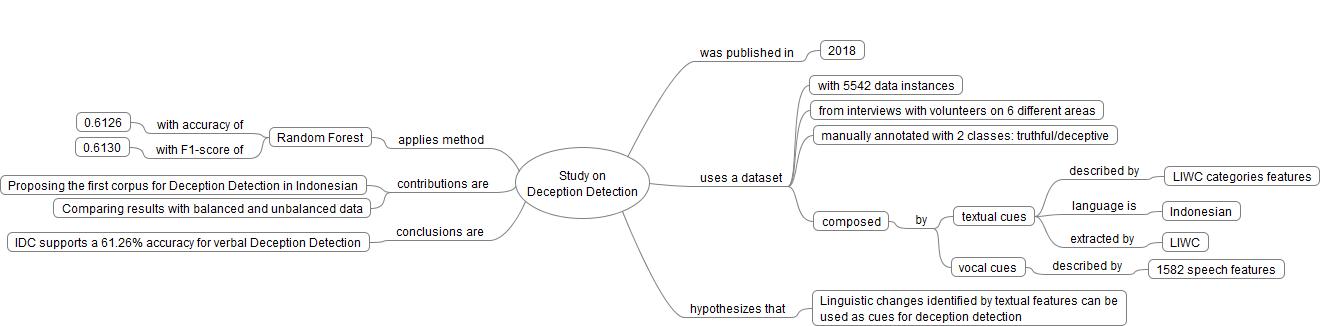 Study on
Deception Detection
was published in
2018
uses a dataset
with 5542 data instances
from interviews with volunteers on 6 different areas
manually annotated with 2 classes: truthful/deceptive
composed
by
textual cues
described by
LIWC categories features
language is
Indonesian
extracted by
LIWC
vocal cues
described by
1582 speech features
hypothesizes that
Linguistic changes identified by textual features can be
used as cues for deception detection
applies method
Random Forest
with accuracy of
0.6126
with F1-score of
0.6130
contributions are
Proposing the first corpus for Deception Detection in Indonesian
Comparing results with balanced and unbalanced data
conclusions are
IDC supports a 61.26% accuracy for verbal Deception Detection